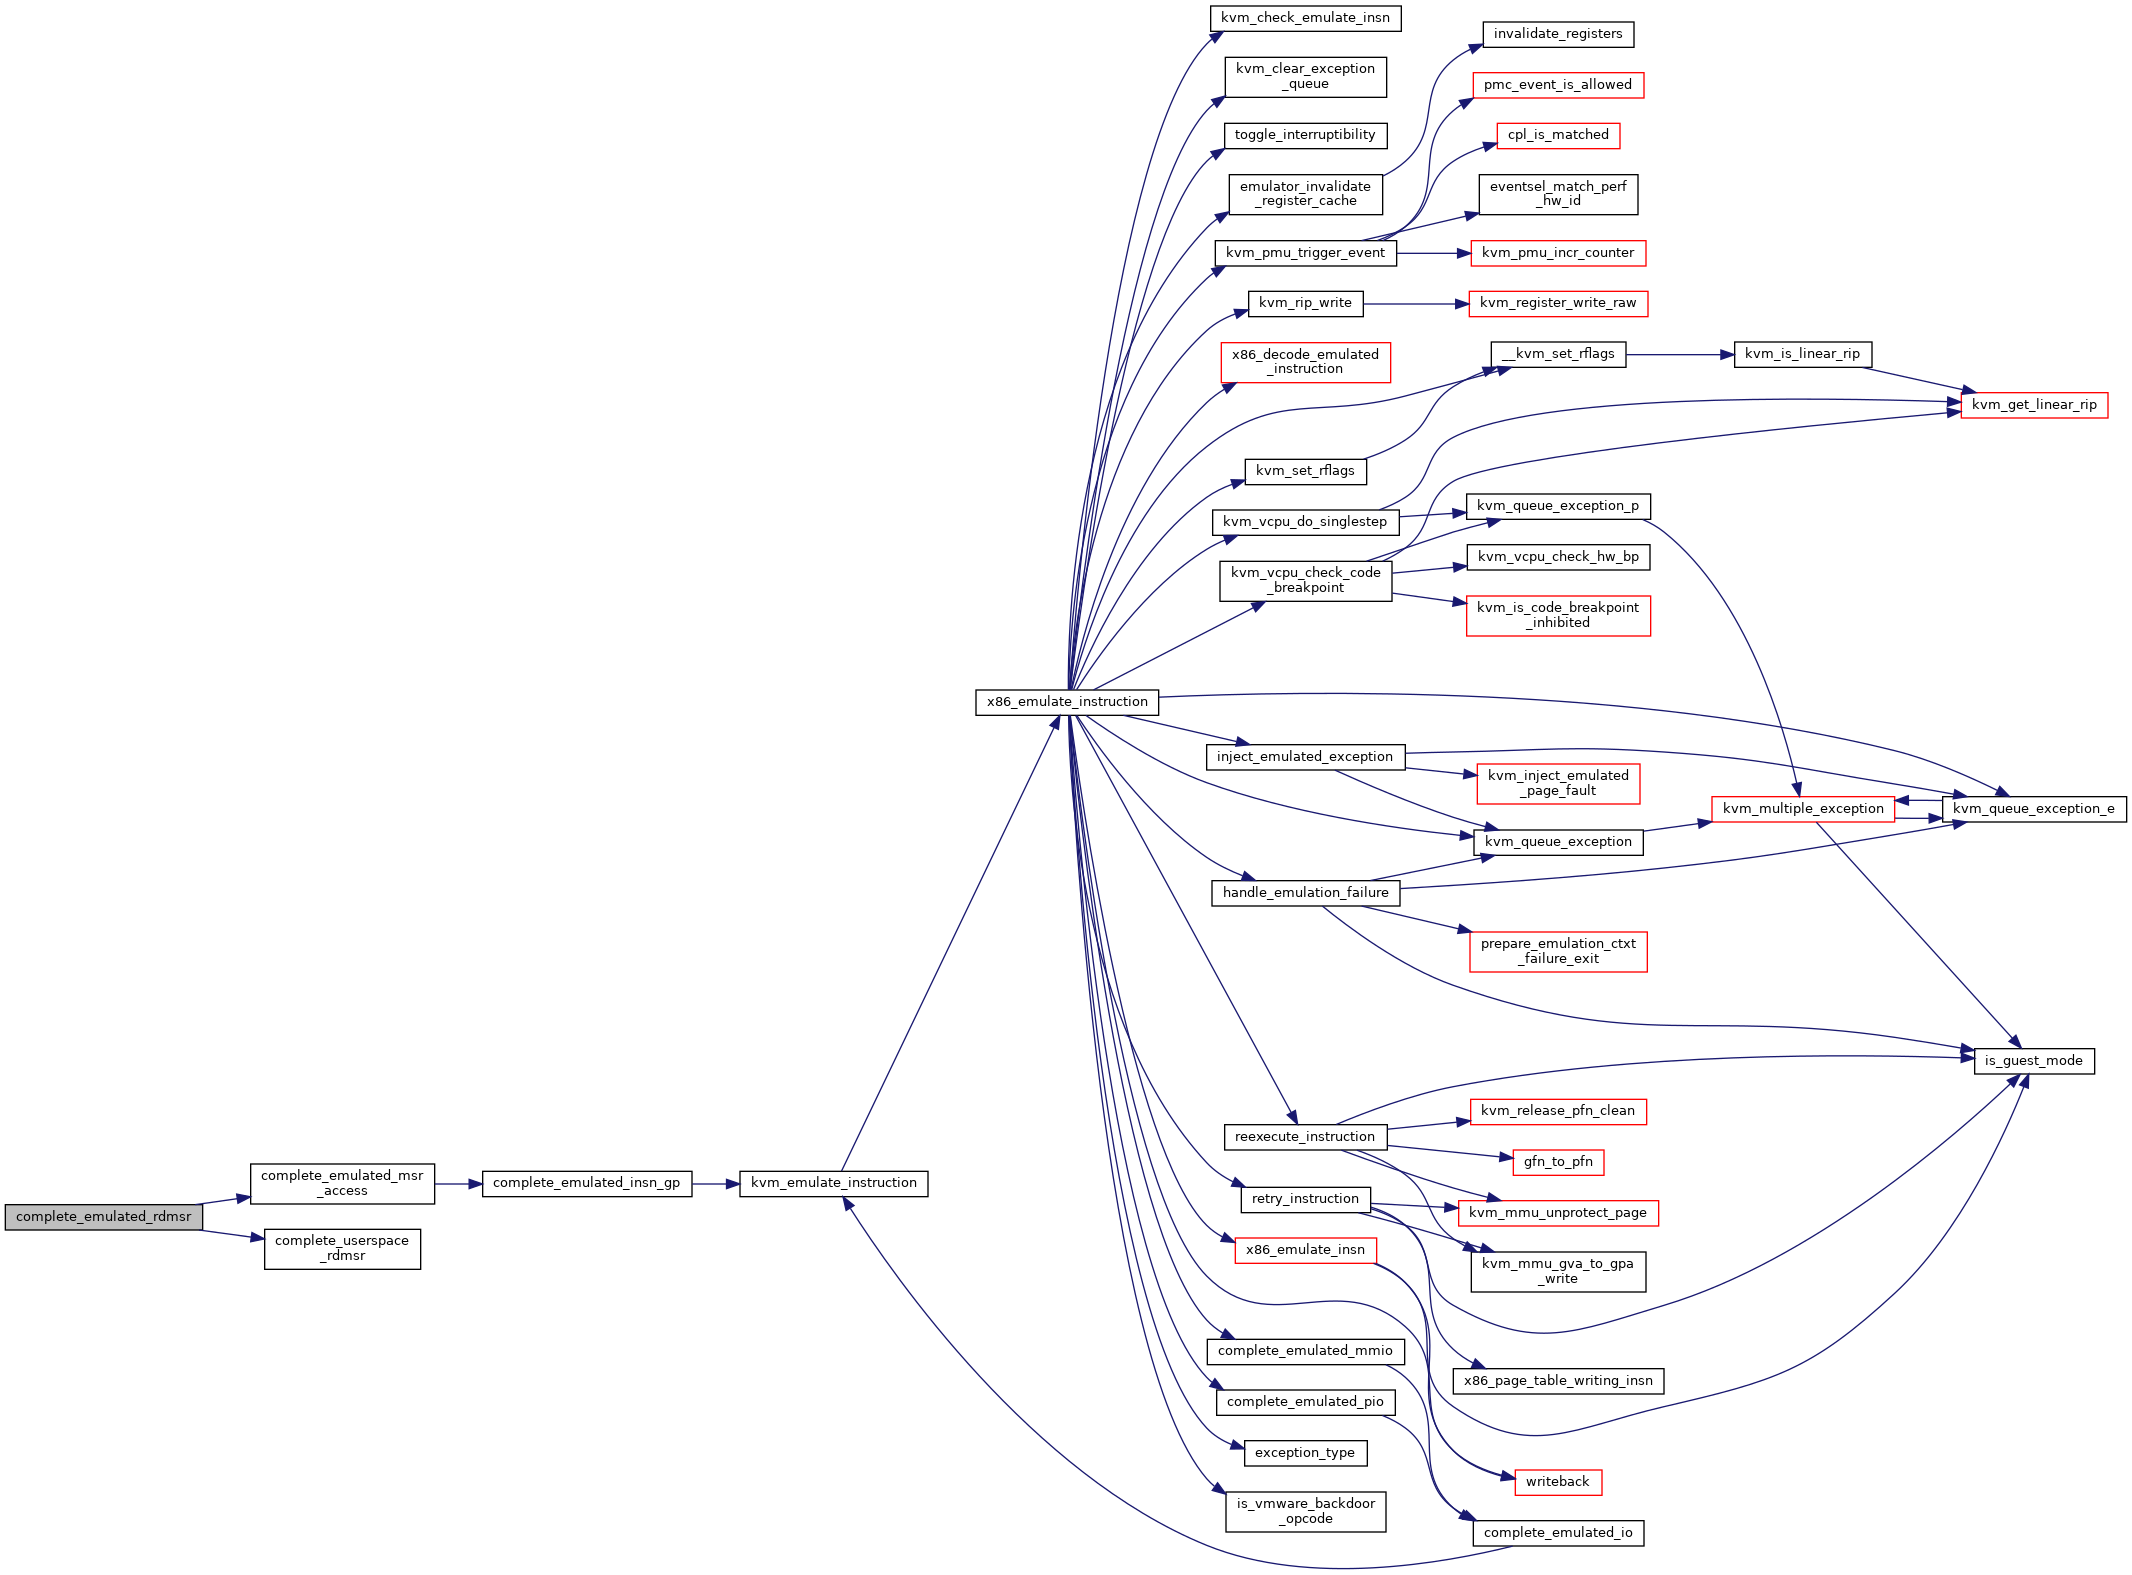 complete_emulated_rdmsr
complete_emulated_msr
_access
complete_userspace
_rdmsr
complete_emulated_insn_gp
kvm_emulate_instruction
x86_emulate_instruction
kvm_check_emulate_insn
kvm_clear_exception
_queue
toggle_interruptibility
emulator_invalidate
_register_cache
kvm_pmu_trigger_event
kvm_rip_write
x86_decode_emulated
_instruction
kvm_set_rflags
kvm_vcpu_do_singlestep
kvm_vcpu_check_code
_breakpoint
inject_emulated_exception
handle_emulation_failure
reexecute_instruction
retry_instruction
x86_emulate_insn
complete_emulated_mmio
complete_emulated_pio
exception_type
is_vmware_backdoor
_opcode
invalidate_registers
pmc_event_is_allowed
cpl_is_matched
eventsel_match_perf
_hw_id
kvm_pmu_incr_counter
kvm_register_write_raw
__kvm_set_rflags
kvm_queue_exception_p
kvm_vcpu_check_hw_bp
kvm_is_code_breakpoint
_inhibited
kvm_inject_emulated
_page_fault
kvm_queue_exception
prepare_emulation_ctxt
_failure_exit
kvm_release_pfn_clean
gfn_to_pfn
kvm_mmu_unprotect_page
kvm_mmu_gva_to_gpa
_write
x86_page_table_writing_insn
writeback
complete_emulated_io
kvm_is_linear_rip
kvm_multiple_exception
kvm_get_linear_rip
kvm_queue_exception_e
is_guest_mode